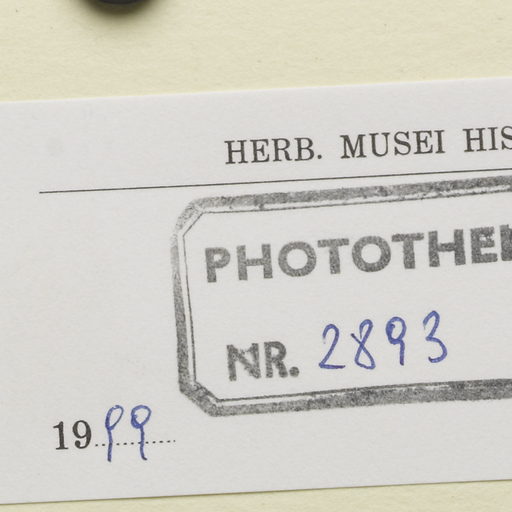 HERB. MUSEI HIS
PHOTOTHE
NR. 2893
1999